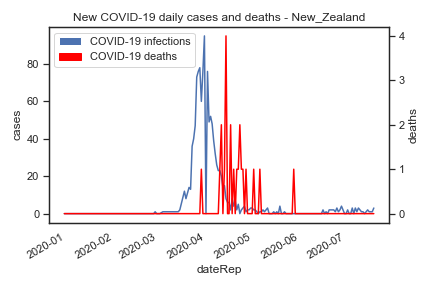 New COVID-19 daily cases and deaths - New_Zealand
COVID-19 infections
COVID-19 deaths
80
60
40
20
0
cases
4
3
2
1
0
deaths
2020-01
2020-02
2020-03
2020-04
2020-05
2020-06
2020-07
dateRep